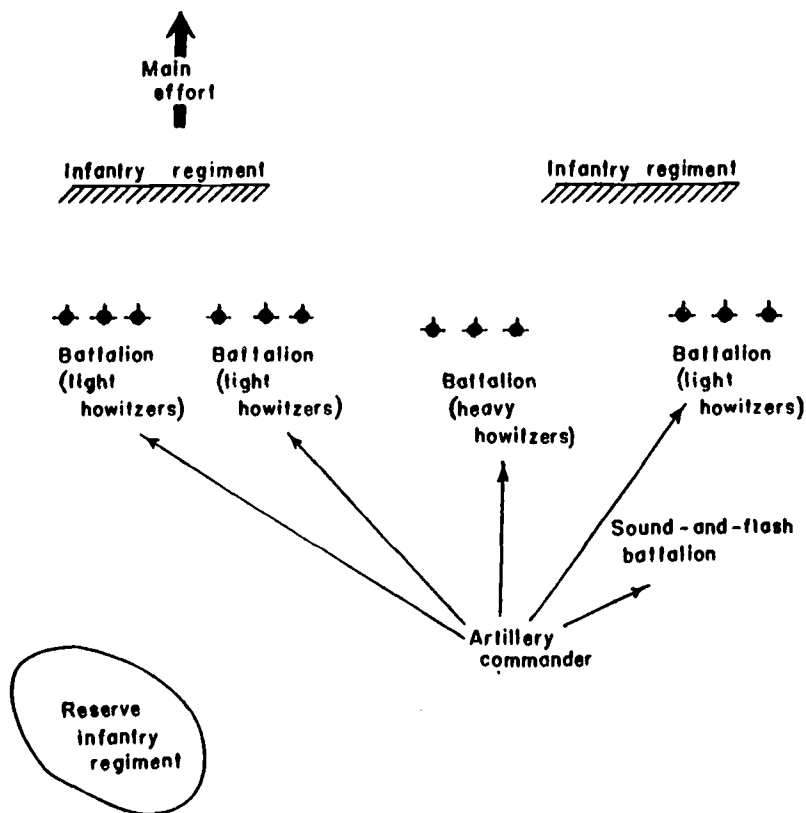 Main
effort
Infantry regiment
Infantry regiment
Battalion
(light
howitzers)
Battalion
(light
howitzers)
Battalion
(heavy
howitzers)
Battalion
(light
howitzers)
Sound-and-flash
battalion
Artillery
commander
Reserve
infantry
regiment